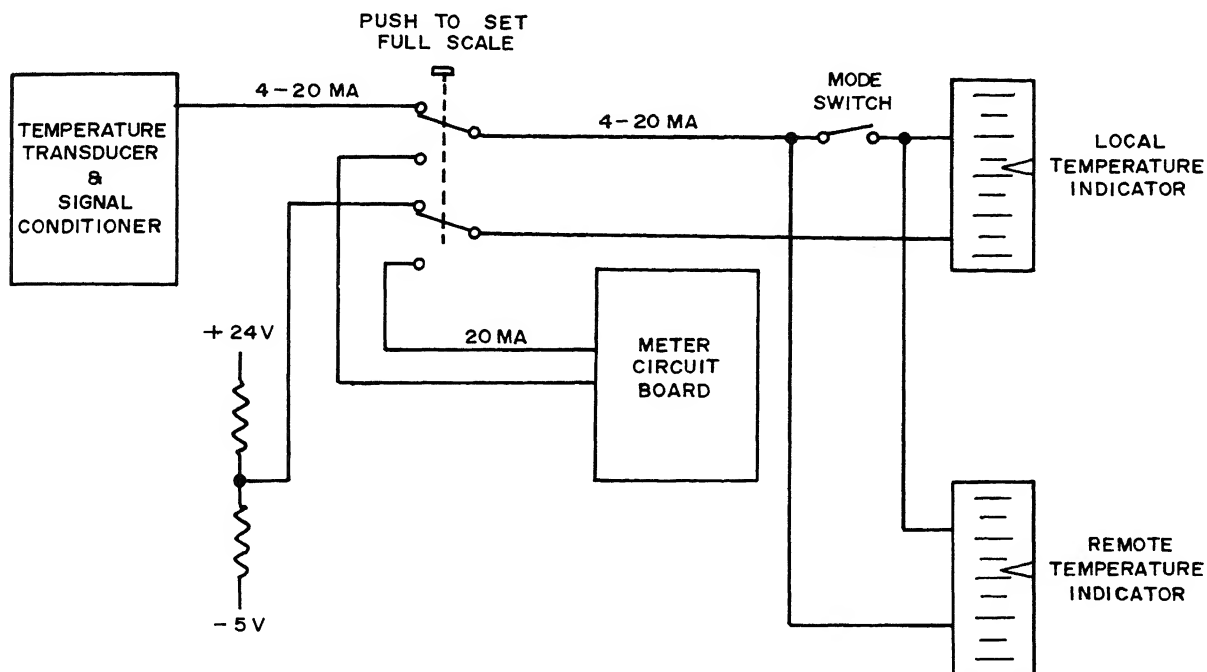 PUSH TO SET
FULL SCALE
4-20 MA
TEMPERATURE
TRANSDUCER
&
SIGNAL
CONDITIONER
4-20 MA
MODE
SWITCH
LOCAL
TEMPERATURE
INDICATOR
+24V
20 MA
METER
CIRCUIT
BOARD
-5V
REMOTE
TEMPERATURE
INDICATOR